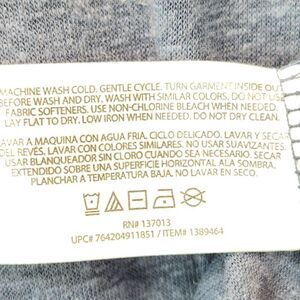 MACHINE WASH COLD. GENTLE CYCLE. TURN GARMENT INSIDE OUT
BEFORE WASH AND DRY. WASH WITH SIMILAR COLORS. DO NOT USE
FABRIC SOFTENERS. USE NON-CHLORINE BLEACH WHEN NEEDED.
LAY FLAT TO DRY. LOW IRON WHEN NEEDED. DO NOT DRY CLEAN.
LAVAR A MAQUINA CON AGUA FRIA. CICLO DELICADO. LAVAR Y SECAR
DEL REVÉS. LAVAR CON COLORES SIMILARES. NO USAR SUAVIZANTES.
USAR BLANQUEADOR SIN CLORO CUANDO SEA NECESARIO. SECAR
EXTENDIDO SOBRE UNA SUPERFICIE HORIZONTAL ALA SOMBRA.
PLANCHAR A TEMPERATURA BAJA. NO LAVAR EN SECO.
RN# 137013
UPC# 764204911851 / ITEM# 1389464